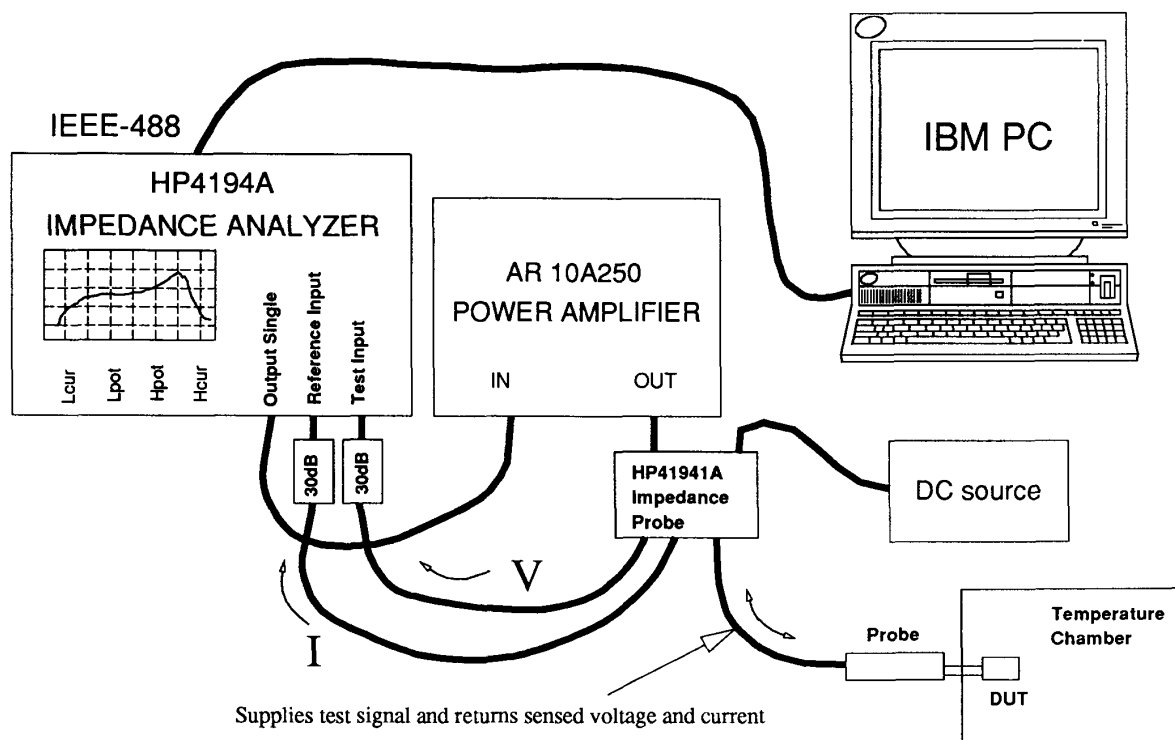 IEEE-488
HP4194A
IMPEDANCE ANALYZER
Lcur
Lpot
Hpot
Hcur
Output Single
Reference Input
Test Input
30dB
30dB
AR 10A250
POWER AMPLIFIER
IN
OUT
IBM PC
HP41941A
Impedance
Probe
DC source
V
I
Probe
Temperature
Chamber
DUT
Supplies test signal and returns sensed voltage and current